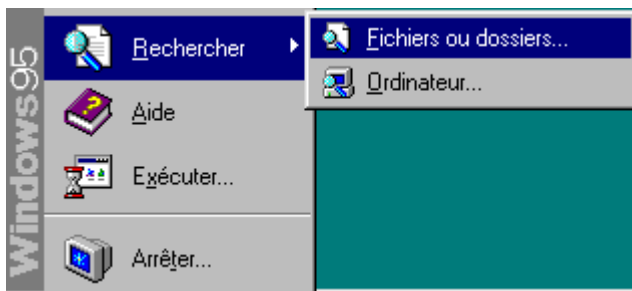 Windows95
Rechercher
Fichiers ou dossiers...
Ordinateur...
Aide
Exécuter...
Arrêter...